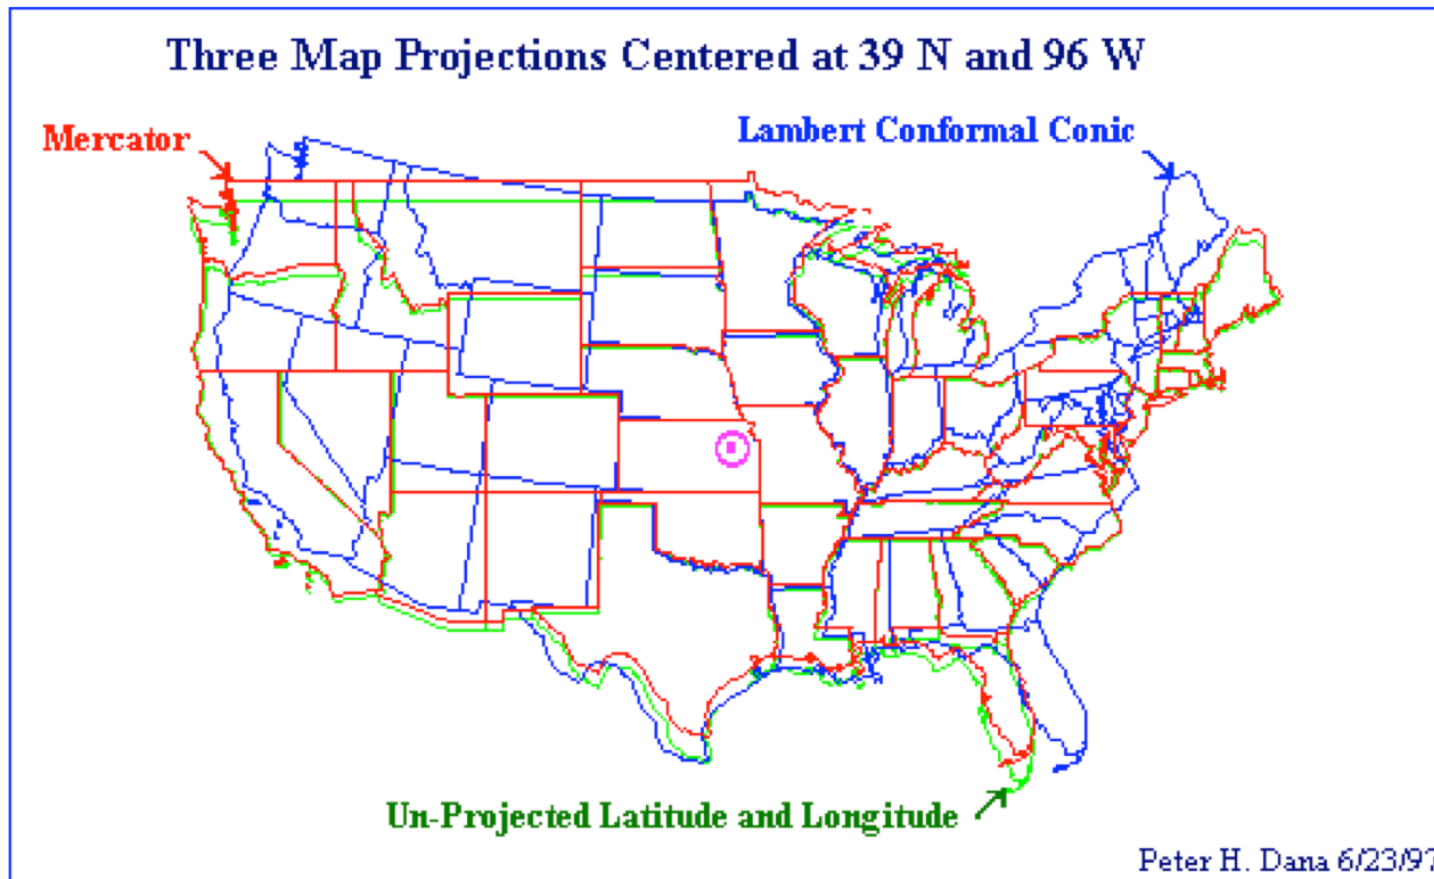 Three Map Projections Centered at 39 N and 96 W
Mercator
Lambert Conformal Conic
Un-Projected Latitude and Longitude
Peter H. Dana 6/23/97